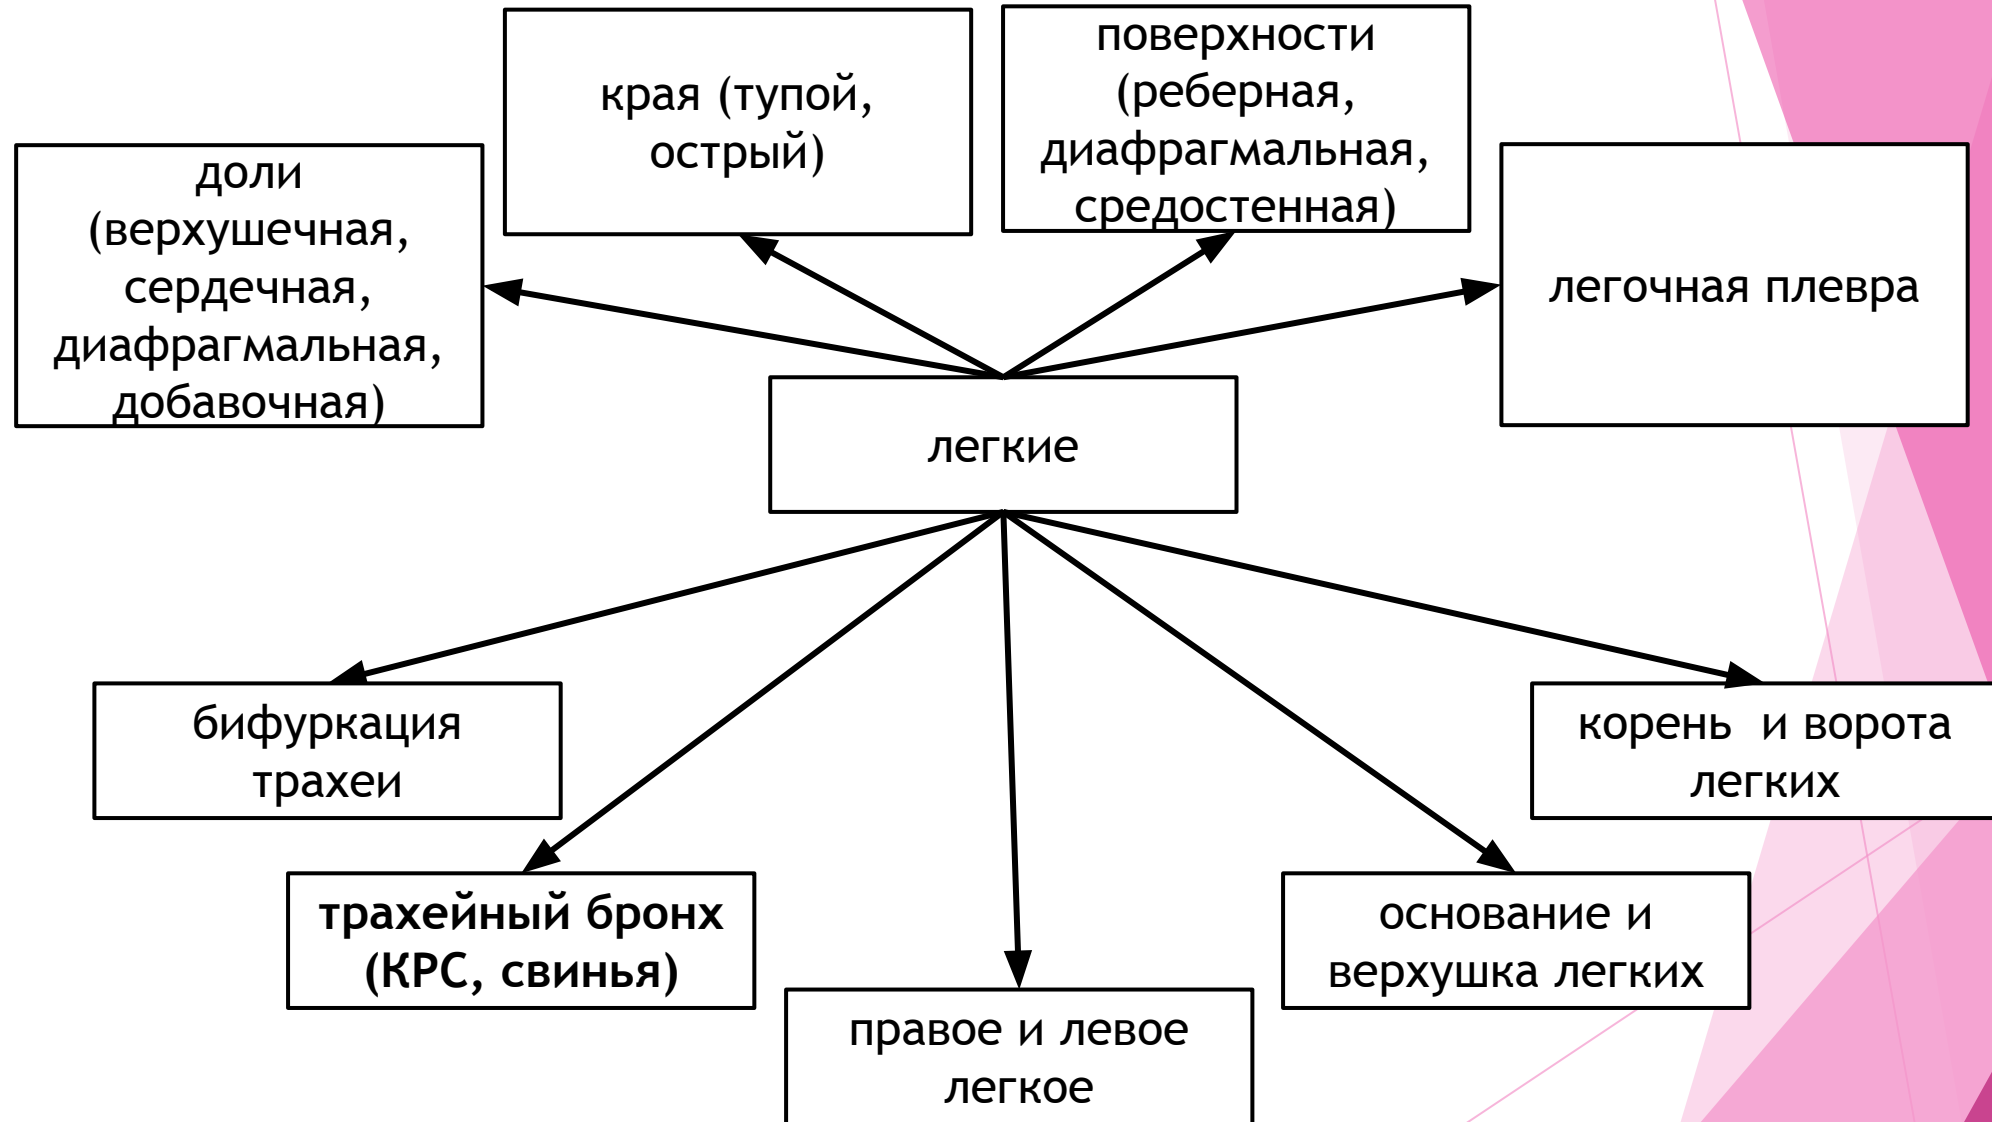 доли
(верхушечная,
сердечная,
диафрагмальная,
добавочная)
края (тупой,
острый)
поверхности
(реберная,
диафрагмальная,
средостенная)
легочная плевра
легкие
бифуркация
трахеи
трахейный бронх
(КРС, свинья)
правое и левое
легкое
основание и
верхушка легких
корень  и ворота
легких